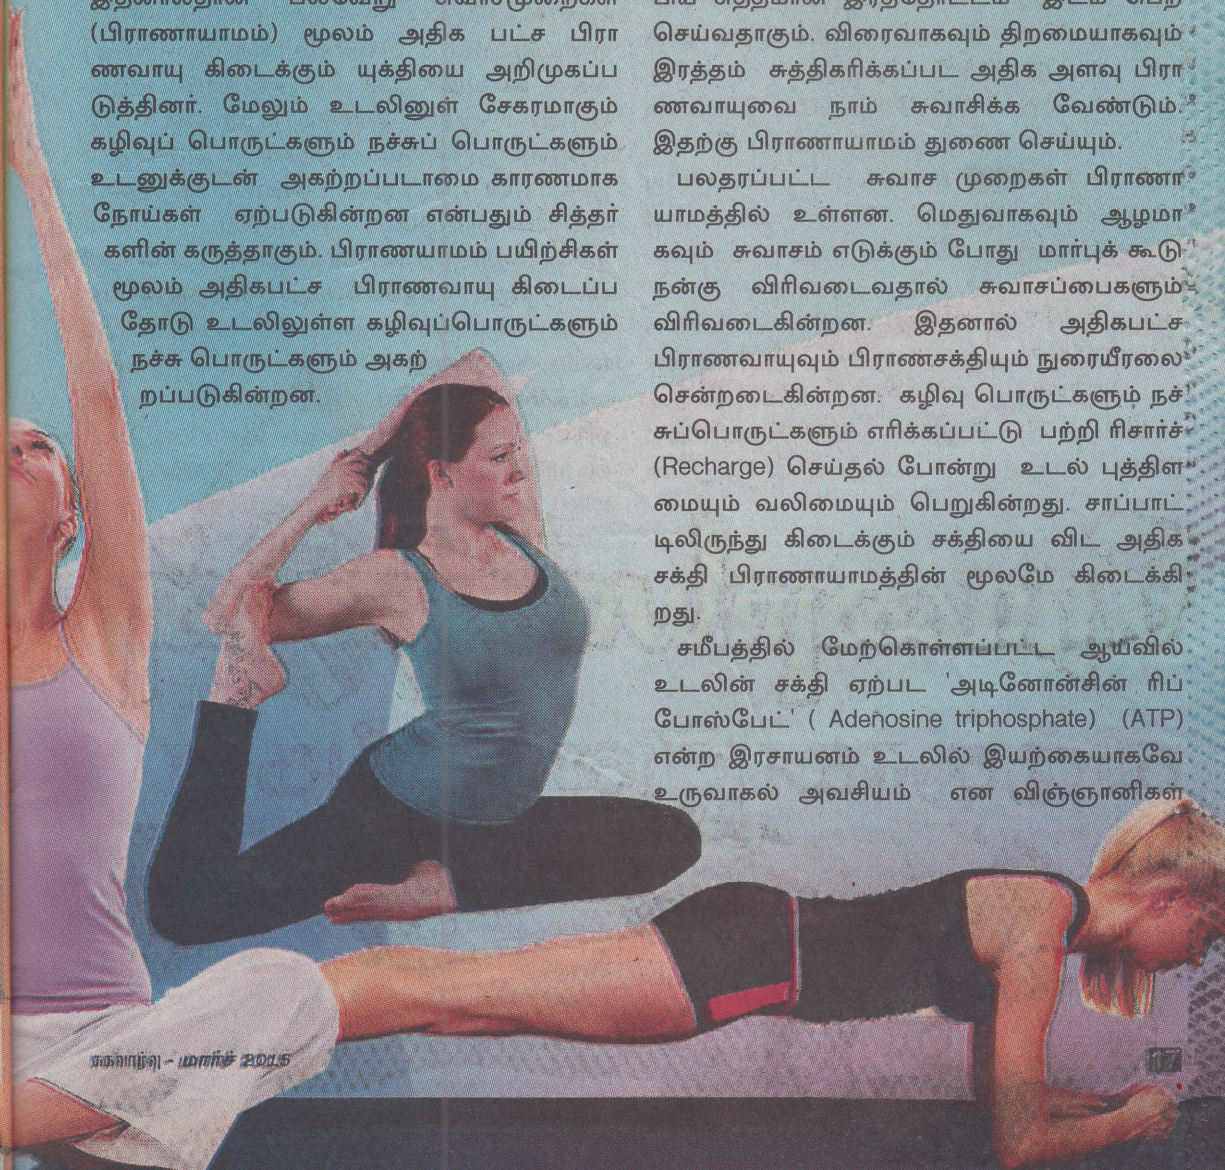 (பிராணாயாமம்) மூலம் அதிக பட்ச பிரா
ணவாயு கிடைக்கும் யுக்தியை அறிமுகப்ப
டுத்தினர். மேலும் உடலினுள் சேகரமாகும்
கழிவுப் பொருட்களும் நச்சுப் பொருட்களும்
உடனுக்குடன் அகற்றப்படாமை காரணமாக
நோய்கள் ஏற்படுகின்றன என்பதும் சித்தர்
களின் கருத்தாகும். பிராணயாமம் பயிற்சிகள்
மூலம் அதிகபட்ச பிராணவாயு கிடைப்ப
தோடு உடலிலுள்ள கழிவுப்பொருட்களும்
நச்சு பொருட்களும் அகற்
றப்படுகின்றன.
செய்வதாகும். விரைவாகவும் திறமையாகவும்
இரத்தம் சுத்திகரிக்கப்பட அதிக அளவு பிரா
ணவாயுவை நாம் சுவாசிக்க வேண்டும்.
இதற்கு பிராணாயாமம் துணை செய்யும்.
பலதரப்பட்ட சுவாச முறைகள் பிராணா
யாமத்தில் உள்ளன. மெதுவாகவும் ஆழமா
கவும் சுவாசம் எடுக்கும் போது மார்புக் கூடு
நன்கு விரிவடைவதால் சுவாசப்பைகளும்
விரிவடைகின்றன. இதனால் அதிகபட்ச
பிராணவாயுவும் பிராணசக்தியும் நுரையீரலை
சென்றடைகின்றன. கழிவு பொருட்களும் நச்
சுப்பொருட்களும் எரிக்கப்பட்டு பற்றி ரிசார்ச்
(Recharge) செய்தல் போன்று உடல் புத்திள
மையும் வலிமையும் பெறுகின்றது. சாப்பாட்
டிலிருந்து கிடைக்கும் சக்தியை விட அதிக
சக்தி பிராணாயாமத்தின் மூலமே கிடைக்கி
றது.
சமீபத்தில் மேற்கொள்ளப்பட்ட ஆய்வில்
உடலின் சக்தி ஏற்பட 'அடினோன்சின் ரிப்
போஸ்பேட்' ( Adenosine triphosphate) (ATP)
என்ற இரசாயனம் உடலில் இயற்கையாகவே
உருவாகல் அவசியம் என விஞ்ஞானிகள்
சுகவாழ்வு - மார்ச் 2015
17